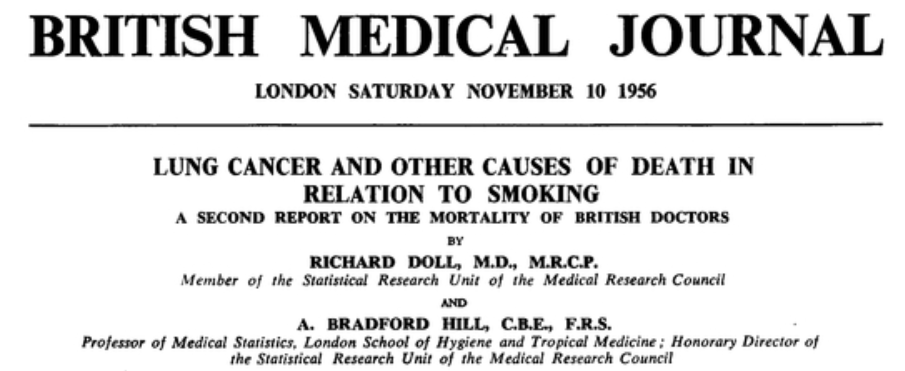 BRITISH MEDICAL JOURNAL
LONDON SATURDAY NOVEMBER 10 1956
LUNG CANCER AND OTHER CAUSES OF DEATH IN
RELATION TO SMOKING
A SECOND REPORT ON THE MORTALITY OF BRITISH DOCTORS
BY
RICHARD DOLL, M.D., M.R.C.P.
Member of the Statistical Research Unit of the Medical Research Council
AND
A. BRADFORD HILL, C.B.E., F.R.S.
Professor of Medical Statistics, London School of Hygiene and Tropical Medicine; Honorary Director of
the Statistical Research Unit of the Medical Research Council